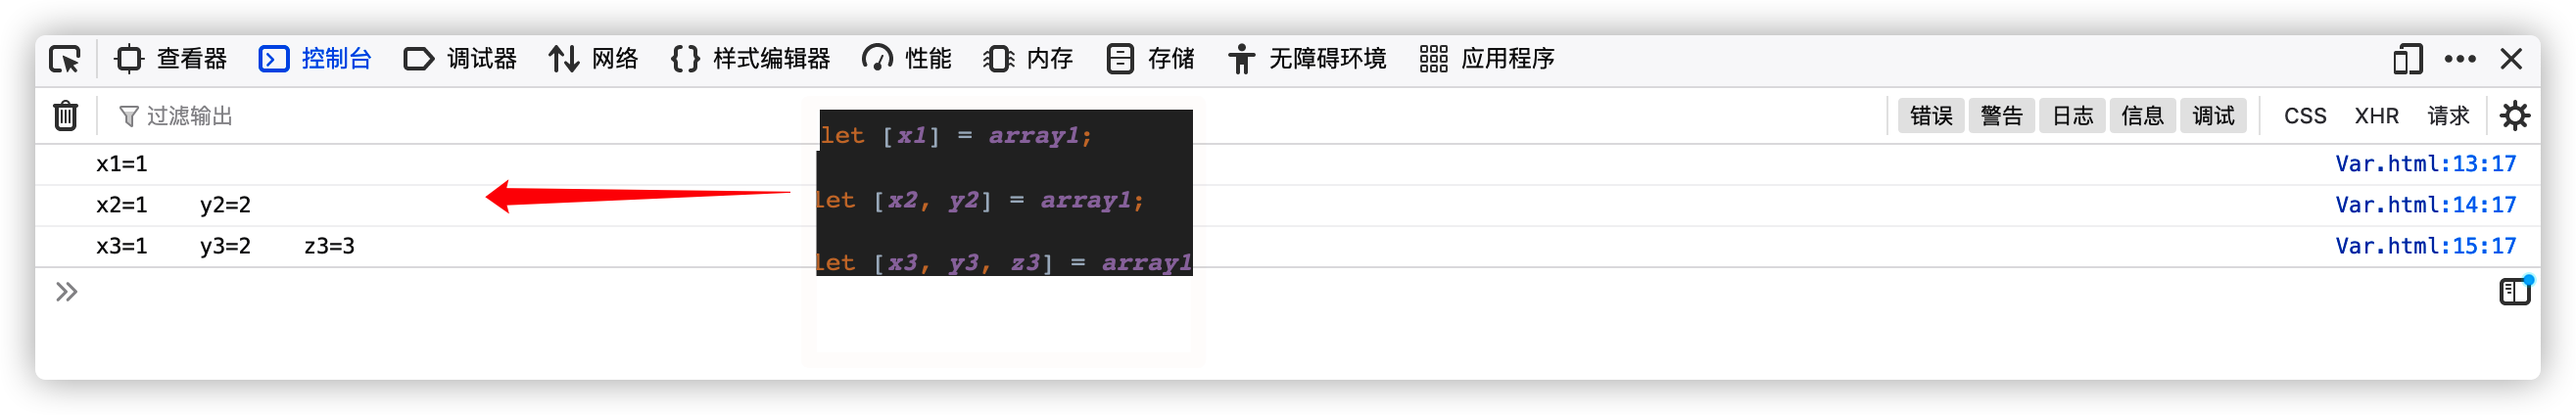 查看器 控制台 调试器 网络 样式编辑器 性能 内存 存储 无障碍环境 应用程序
过滤输出 错误 警告 日志 信息 调试 CSS XHR 请求
let [x1] = array1;
x1=1 Var.html:13:17
let [x2, y2] = array1;
x2=1 y2=2 Var.html:14:17
x3=1 y3=2 z3=3 Var.html:15:17
let [x3, y3, z3] = array1